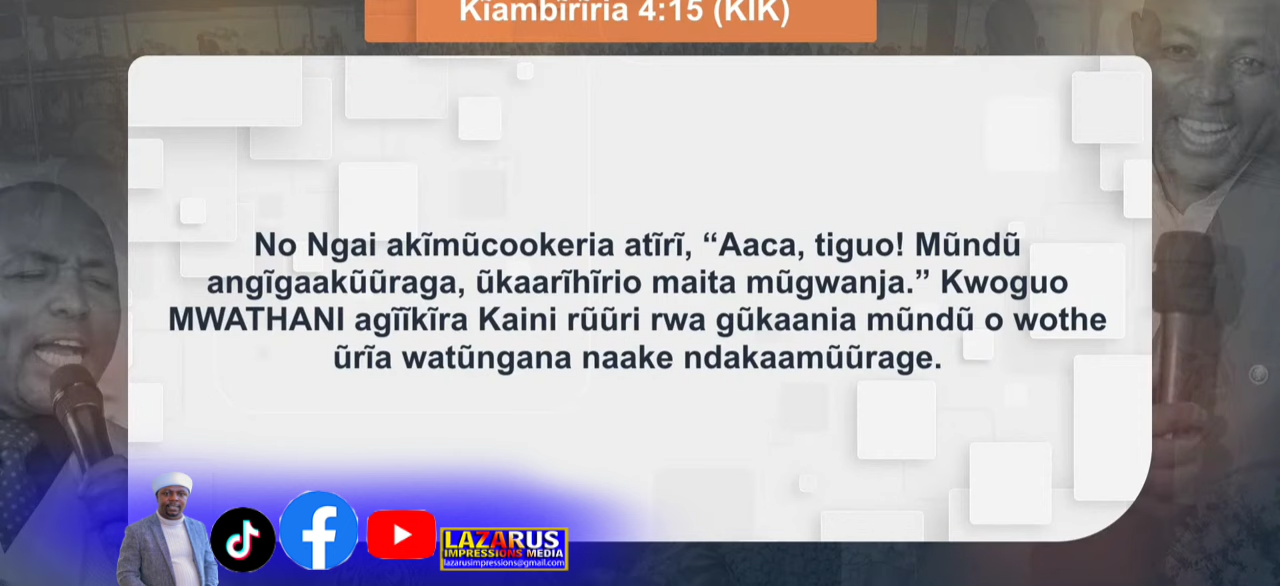 Kĩambĩrĩria 4:15 (KIK)
No Ngai akĩmũcookeria atĩrĩ, “Aaca, tiguo! Mũndũ
angĩgaakũũraga, ũkaarĩhĩrio maita mũgwanja.” Kwoguo
MWATHANI agĩĩkĩra Kaini rũũri rwa gũkaania mũndũ o wothe
ũrĩa watũngana naake ndakaamũũrage.
LAZARUS
IMPRESSIONS MEDIA
lazarusimpressions@gmail.com